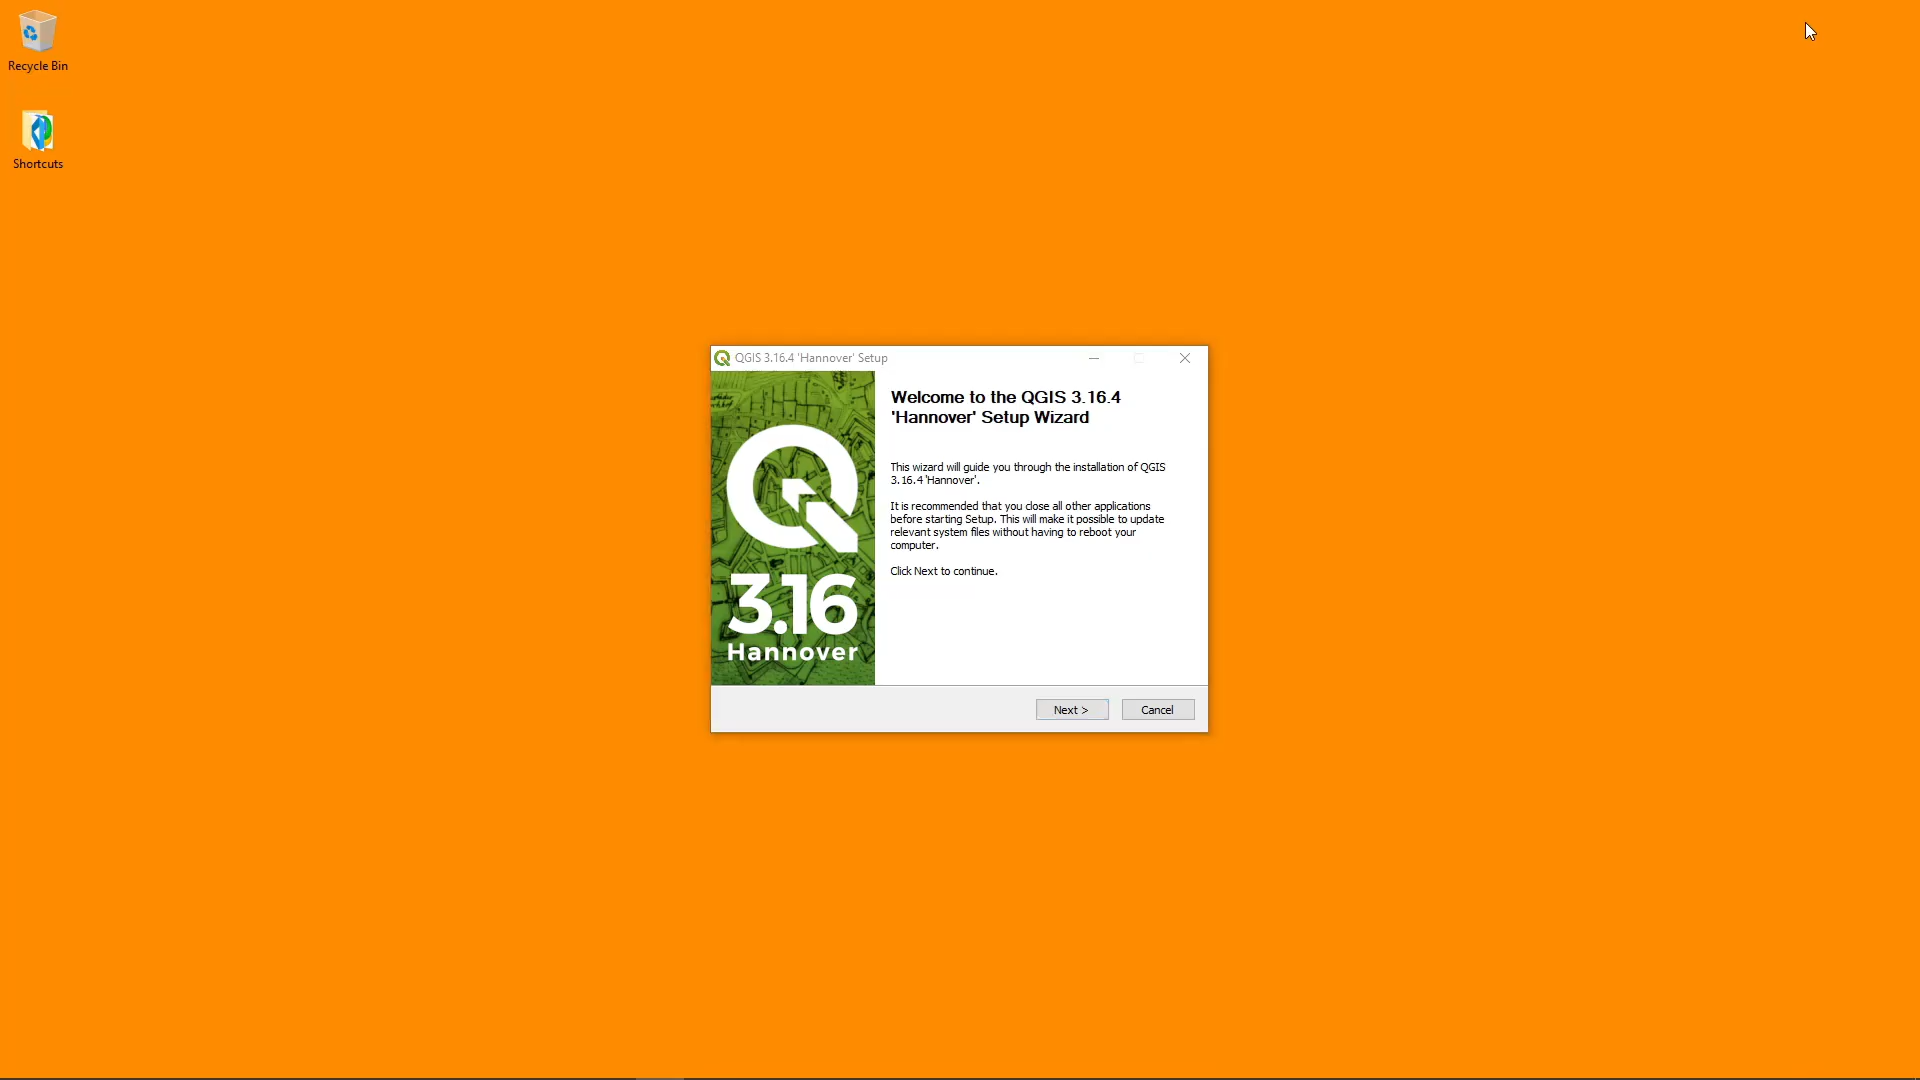 Recycle Bin
Shortcuts
QGIS 3.16.4 'Hannover' Setup
Welcome to the QGIS 3.16.4
'Hannover' Setup Wizard
This wizard will guide you through the installation of QGIS
3.16.4 'Hannover'.
It is recommended that you close all other applications
before starting Setup. This will make it possible to update
relevant system files without having to reboot your
computer.
Click Next to continue.
3.16
Hannover
Next >
Cancel